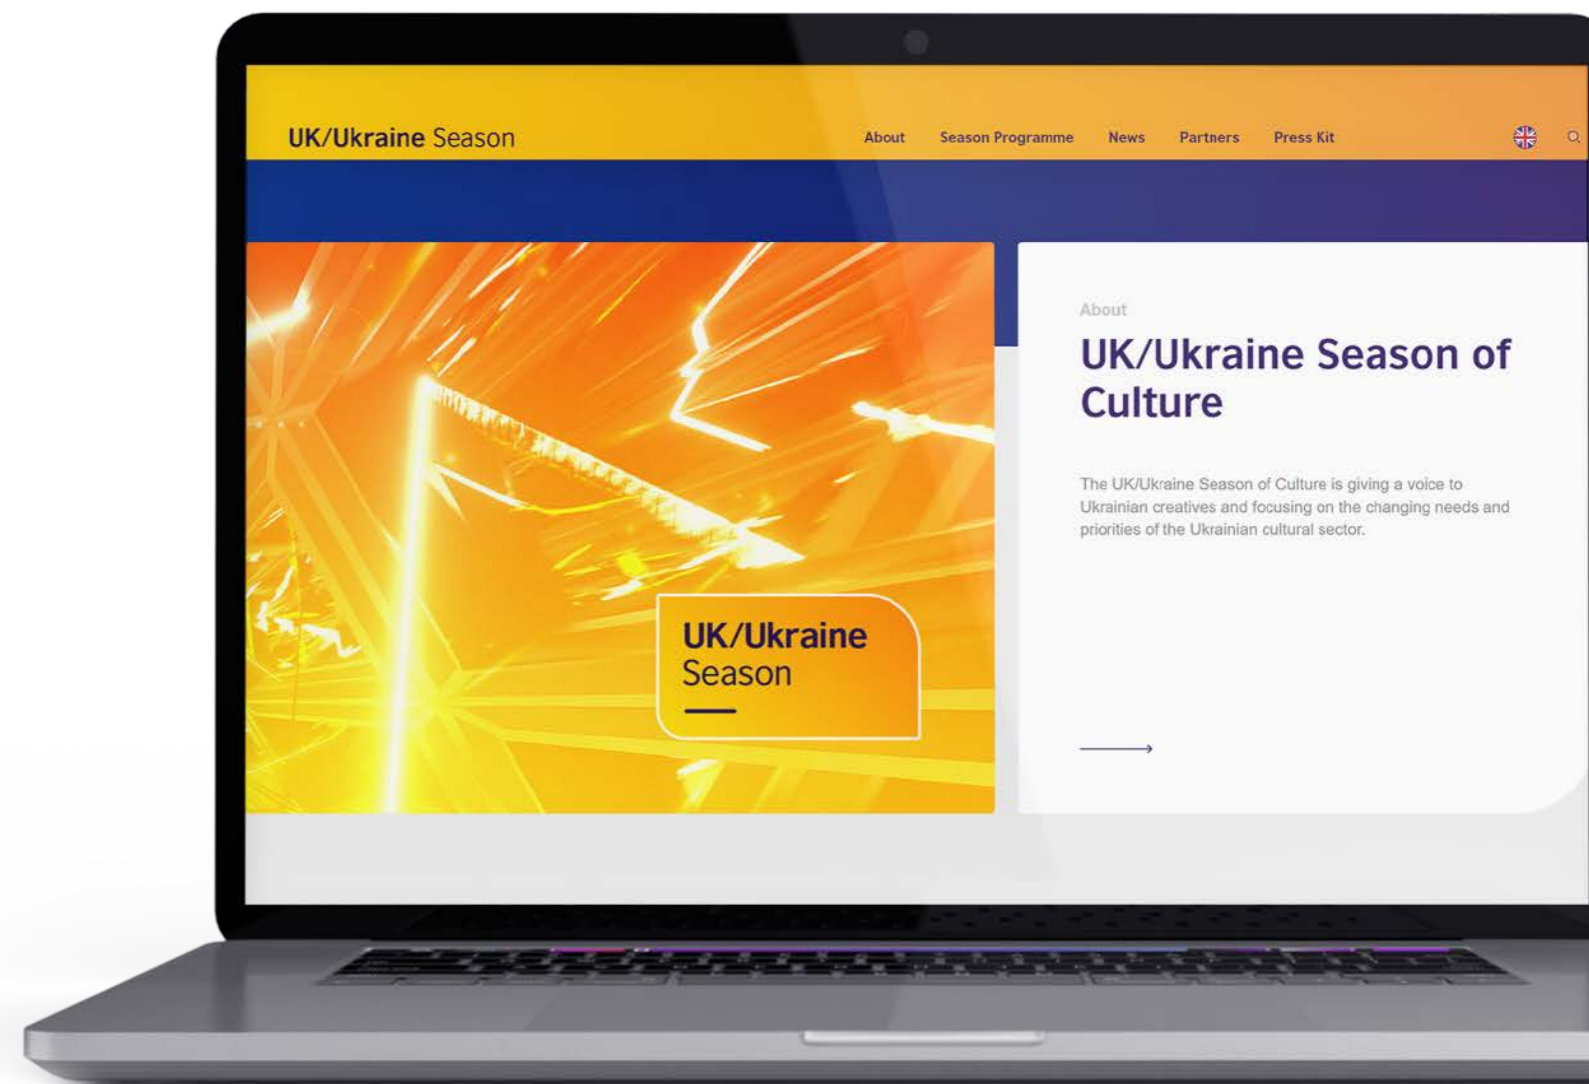 UK/Ukraine Season
About Season Programme News Partners Press Kit
UK/Ukraine
Season
About
UK/Ukraine Season of
Culture
The UK/Ukraine Season of Culture is giving a voice to
Ukrainian creatives and focusing on the changing needs and
priorities of the Ukrainian cultural sector.